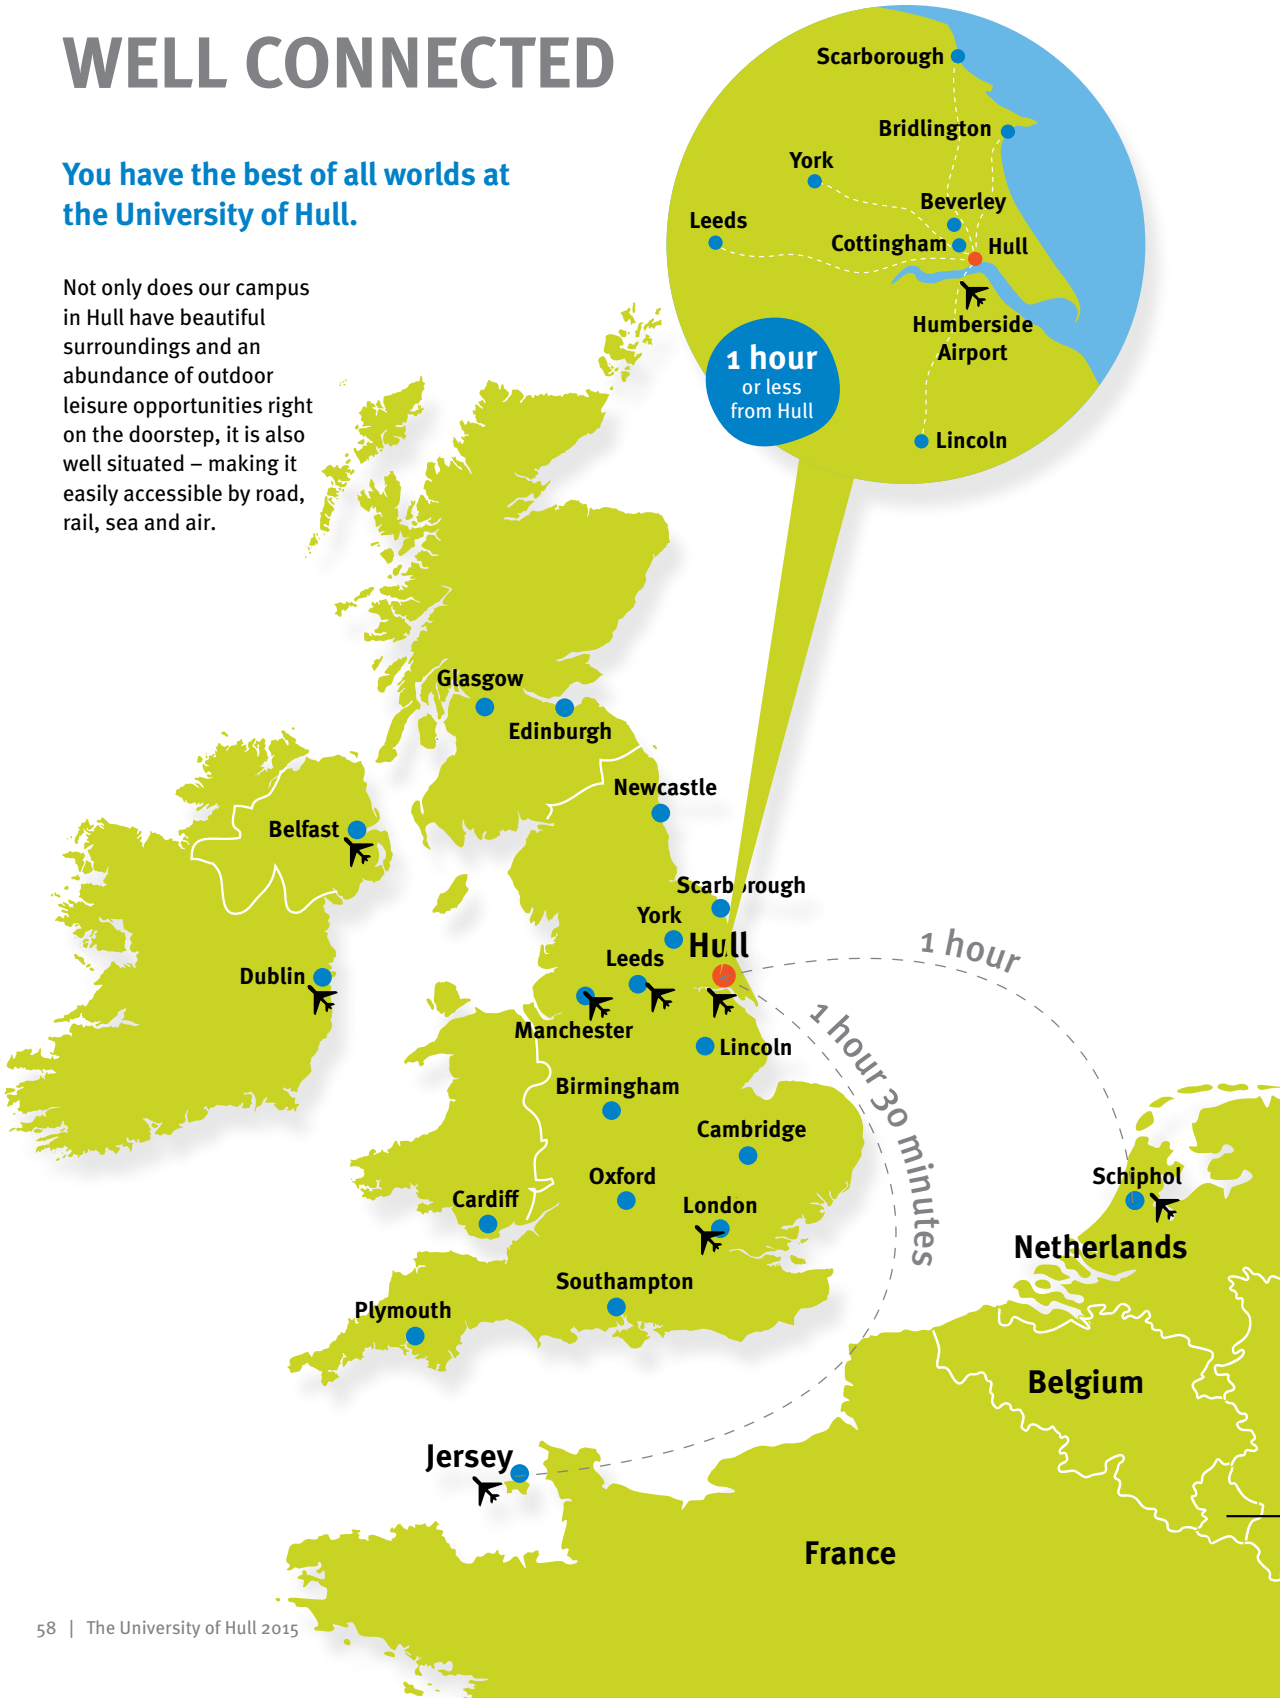 WELL CONNECTED
You have the best of all worlds at
the University of Hull.
Not only does our campus
in Hull have beautiful
surroundings and an
abundance of outdoor
leisure opportunities right
on the doorstep, it is also
well situated – making it
easily accessible by road,
rail, sea and air.
Scarborough
Bridlington
York
Beverley
Leeds
Cottingham
Hull
Humberside
Airport
1 hour
or less
from Hull
Lincoln
Glasgow
Edinburgh
Newcastle
Belfast
Scarborough
York
Hull
Leeds
1 hour
Dublin
Manchester
1 hour 30 minutes
Lincoln
Birmingham
Cambridge
Oxford
Schiphol
Cardiff
London
Netherlands
Southampton
Plymouth
Belgium
Jersey
France
58 | The University of Hull 2015